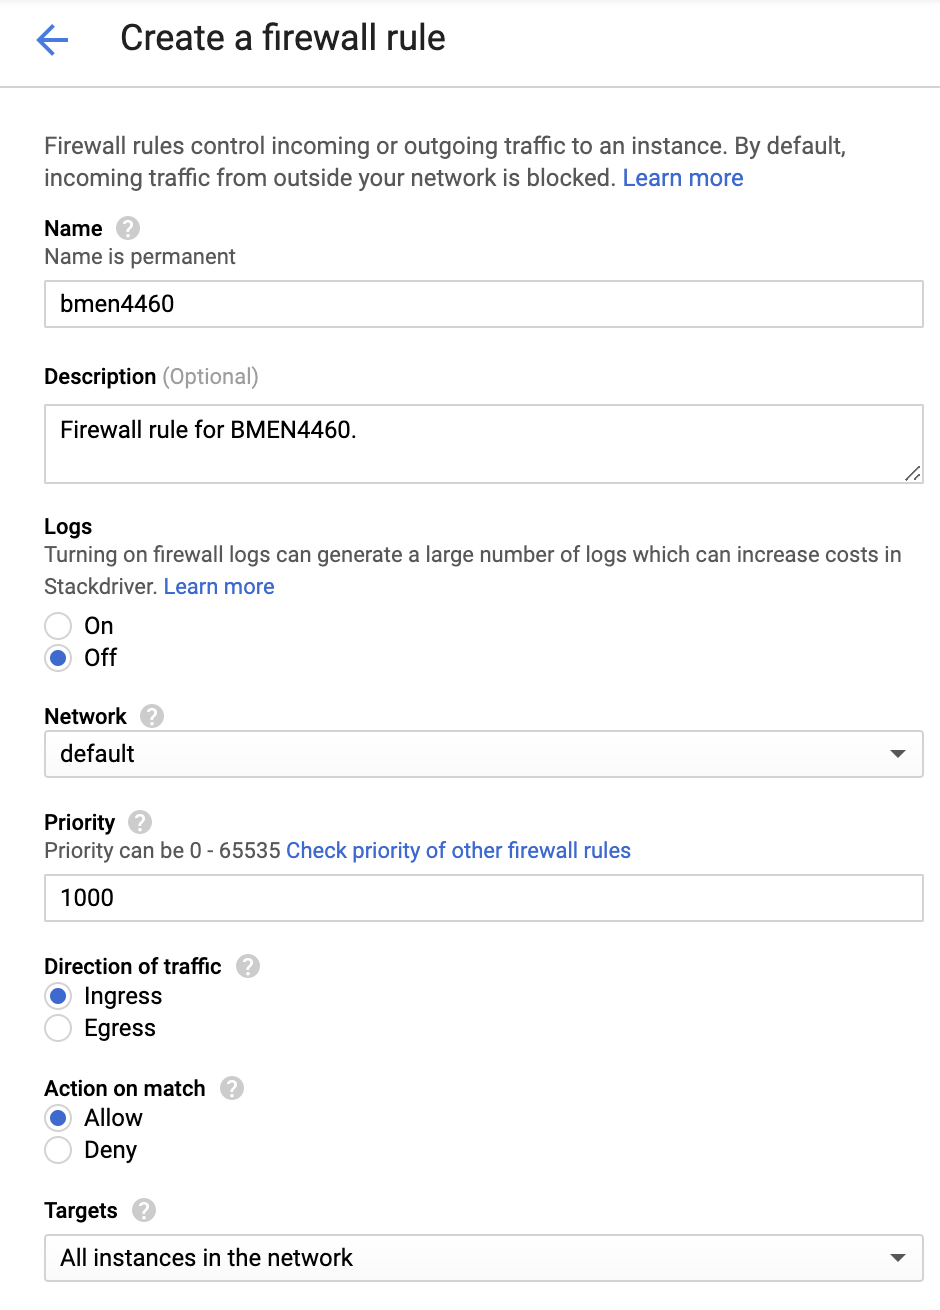 Create a firewall rule
Firewall rules control incoming or outgoing traffic to an instance. By default,
incoming traffic from outside your network is blocked. Learn more
Name ?
Name is permanent
bmen4460
Description (Optional)
Firewall rule for BMEN4460.
Logs
Turning on firewall logs can generate a large number of logs which can increase costs in
Stackdriver. Learn more
On
Off
Network ?
default
Priority ?
Priority can be 0 - 65535 Check priority of other firewall rules
1000
Direction of traffic ?
Ingress
Egress
Action on match ?
Allow
Deny
Targets ?
All instances in the network